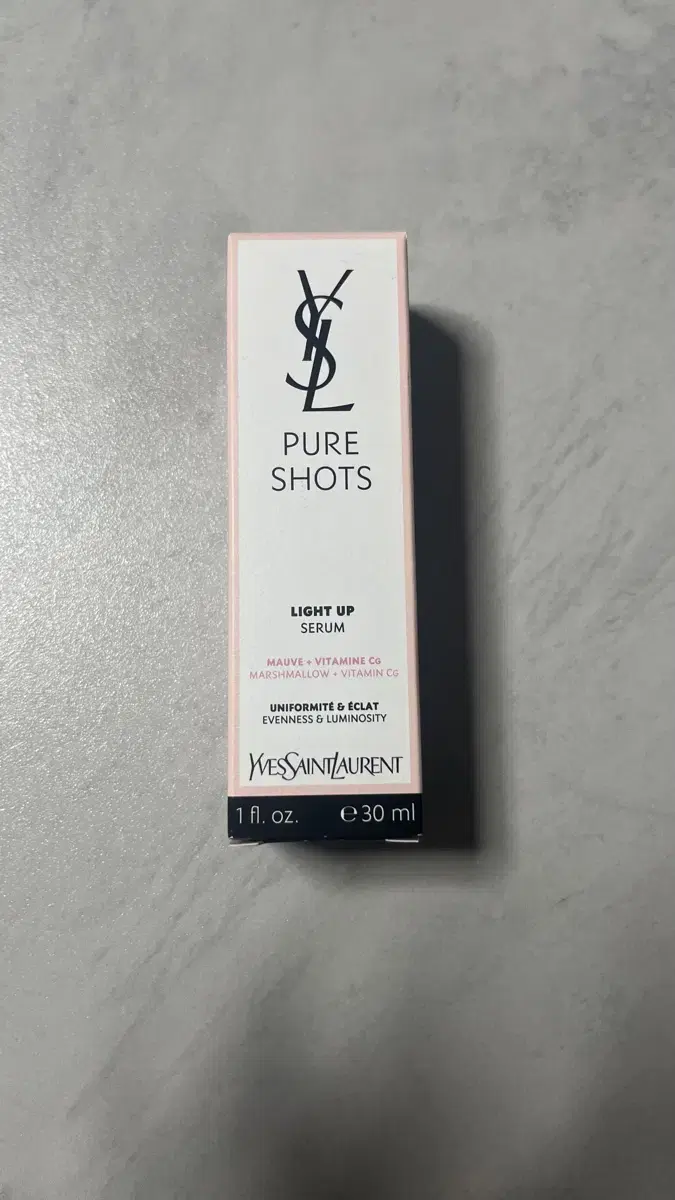 YSL
PURE
SHOTS
LIGHT UP
SERUM
MAUVE + VITAMINE CG
MARSHMALLOW + VITAMIN CG
UNIFORMITÉ & ÉCLAT
EVENNESS & LUMINOSITY
YVESSAINTLAURENT
1 fl. oz. ℮ 30 ml